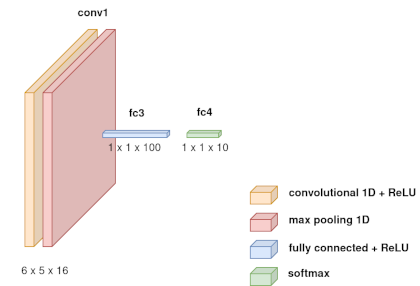 conv1
fc3
fc4
1 x 1 x 100
1 x 1 x 10
6 x 5 x 16
convolutional 1D + ReLU
max pooling 1D
fully connected + ReLU
softmax